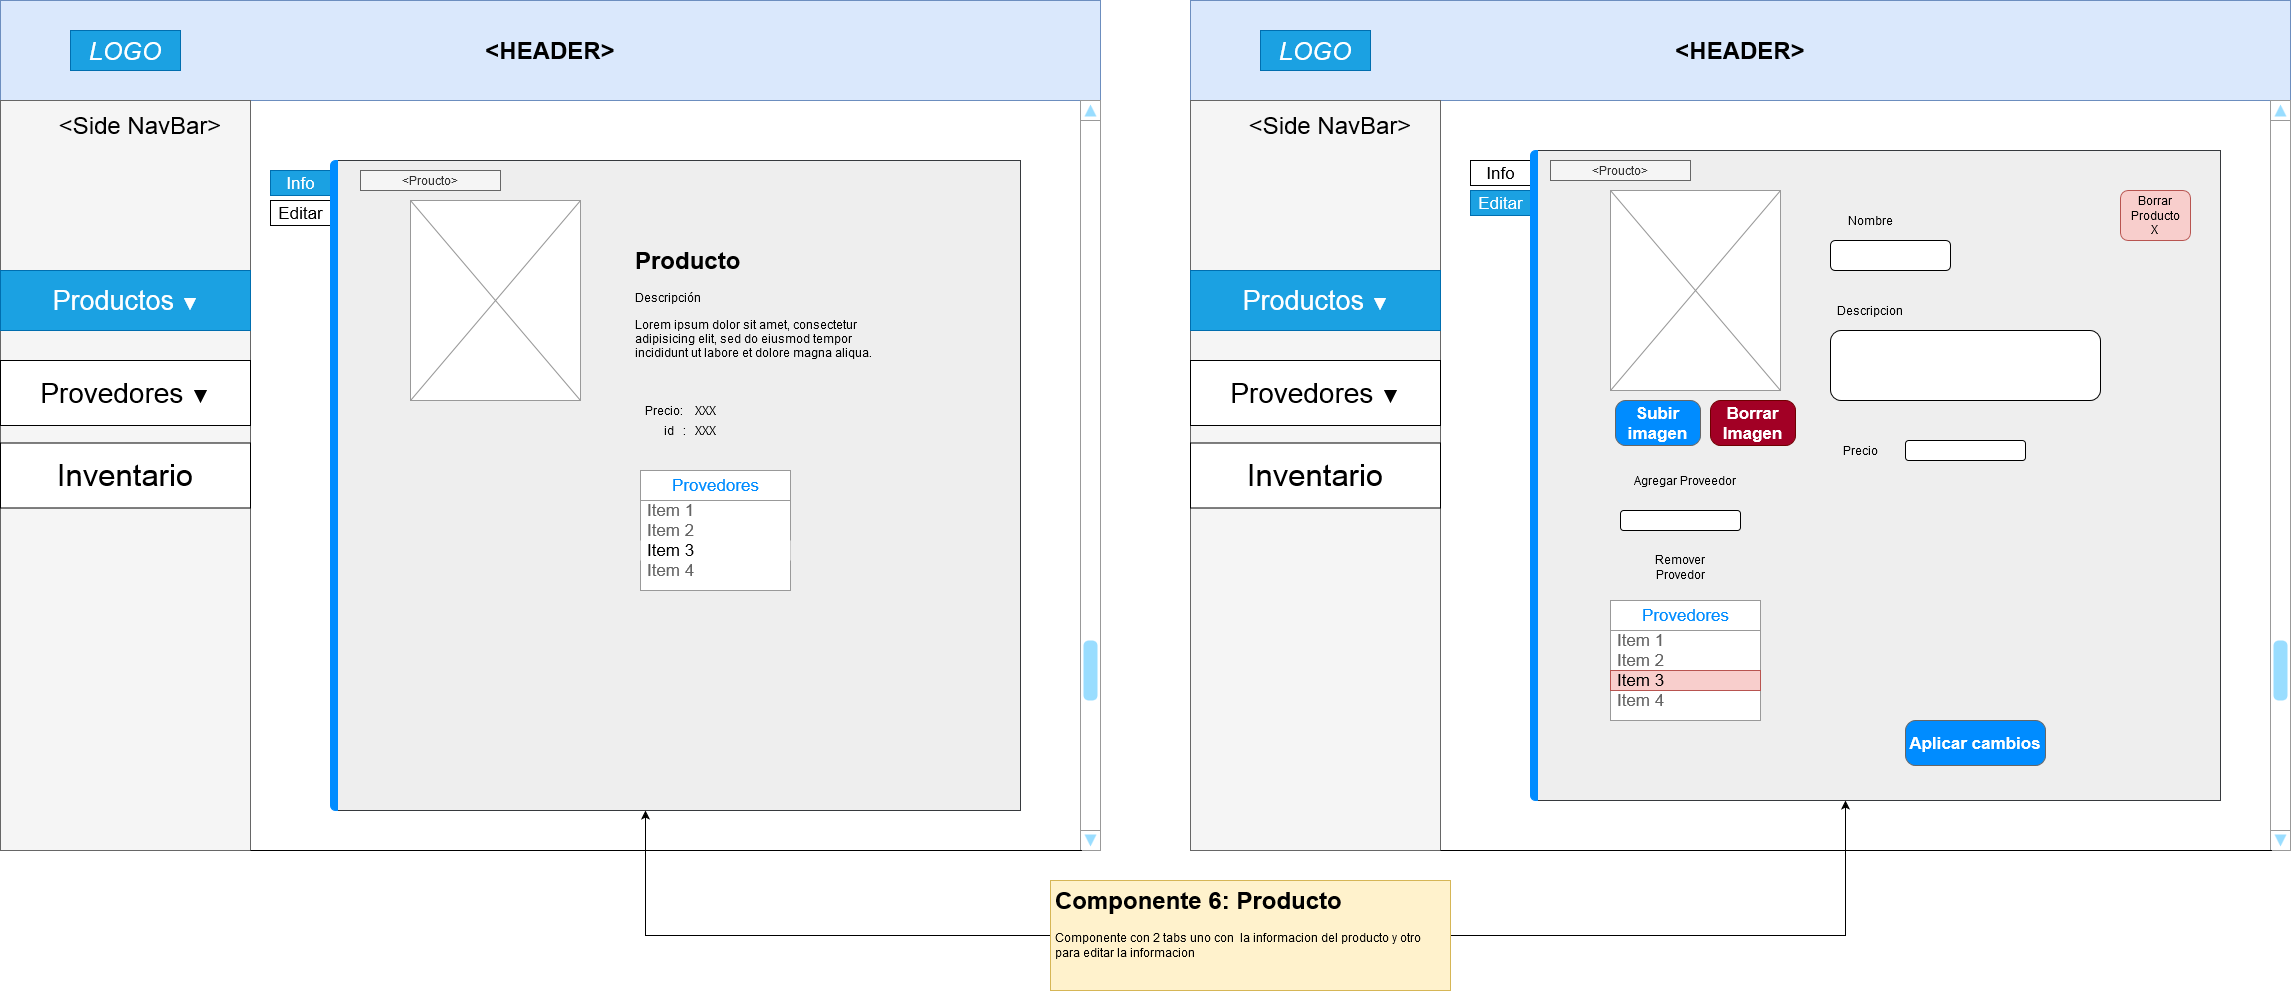 LOGO
<HEADER>
<Side NavBar>
Info
Editar
<Proucto>
Productos ▼
Provedores ▼
Inventario
Producto
Descripción
Lorem ipsum dolor sit amet, consectetur
adipisicing elit, sed do eiusmod tempor
incididunt ut labore et dolore magna aliqua.
Precio: XXX
id : XXX
Provedores
Item 1
Item 2
Item 3
Item 4
LOGO
<HEADER>
<Side NavBar>
Info
Editar
<Proucto>
Productos ▼
Provedores ▼
Inventario
Nombre
Borrar
Producto
X
Descripcion
Subir
imagen
Borrar
Imagen
Precio
Agregar Proveedor
Remover
Provedor
Provedores
Item 1
Item 2
Item 3
Item 4
Aplicar cambios
Componente 6: Producto
Componente con 2 tabs uno con la informacion del producto y otro
para editar la informacion